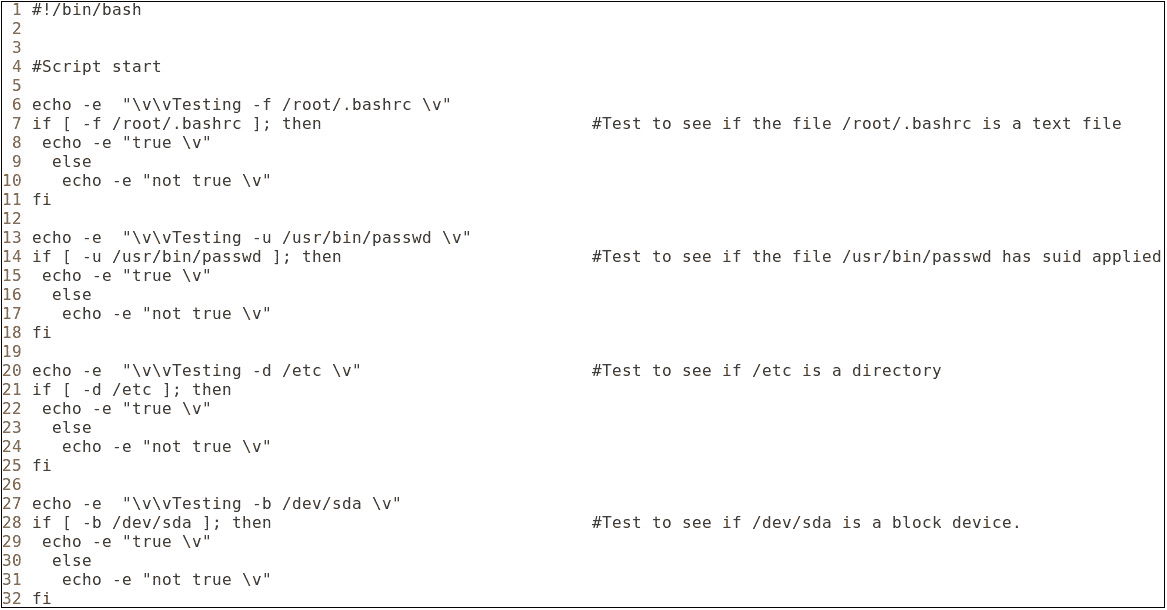 1 #!/bin/bash
2
3
4 #Script start
5
6 echo -e  "\v\vTesting -f /root/.bashrc \v"
7 if [ -f /root/.bashrc ]; then                           #Test to see if the file /root/.bashrc is a text file
8  echo -e "true \v"
9   else
10    echo -e "not true \v"
11 fi
12
13 echo -e  "\v\vTesting -u /usr/bin/passwd \v"
14 if [ -u /usr/bin/passwd ]; then                         #Test to see if the file /usr/bin/passwd has suid applied
15  echo -e "true \v"
16   else
17    echo -e "not true \v"
18 fi
19
20 echo -e  "\v\vTesting -d /etc \v"                       #Test to see if /etc is a directory
21 if [ -d /etc ]; then
22  echo -e "true \v"
23   else
24    echo -e "not true \v"
25 fi
26
27 echo -e  "\v\vTesting -b /dev/sda \v"
28 if [ -b /dev/sda ]; then                                #Test to see if /dev/sda is a block device.
29  echo -e "true \v"
30   else
31    echo -e "not true \v"
32 fi